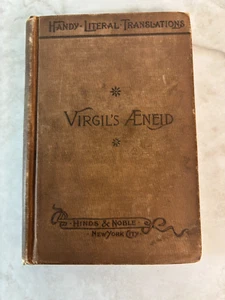 HANDY-LITERAL-TRANSLATIONS
VIRGIL'S ÆNEID
HINDS & NOBLE
NEW YORK CITY